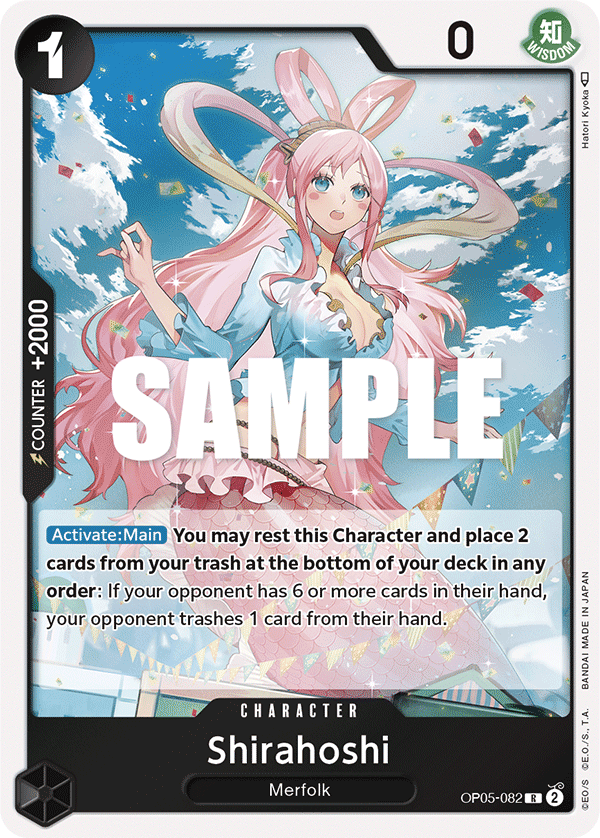 1
0
知
WISDOM
Hatori Kyoka
COUNTER +2000
SAMPLE
Activate:Main You may rest this Character and place 2
cards from your trash at the bottom of your deck in any
order: If your opponent has 6 or more cards in their hand,
your opponent trashes 1 card from their hand.
©EO/S ©E.O./S., T.A. BANDAI MADE IN JAPAN
CHARACTER
Shirahoshi
Merfolk
OP05-082 R 2